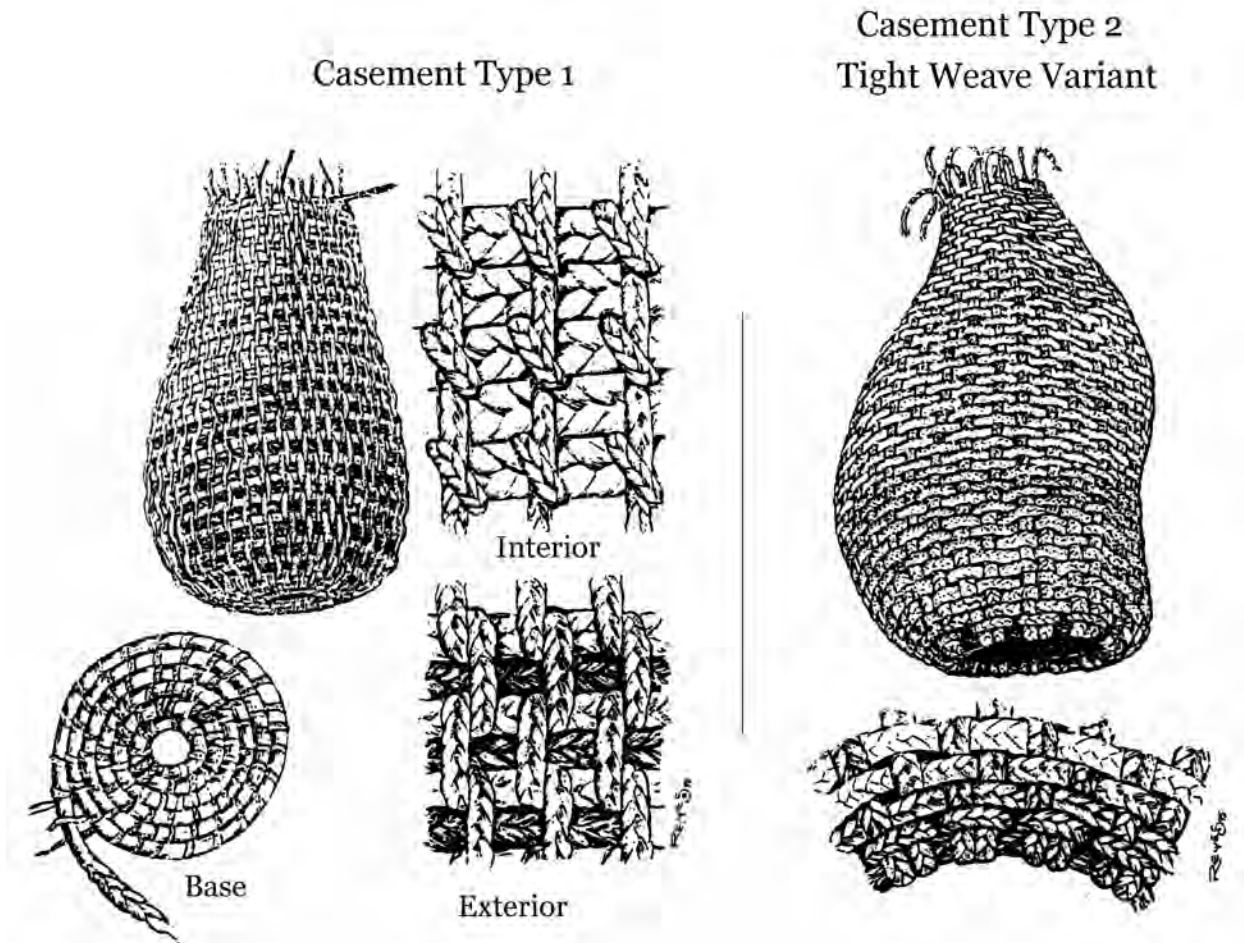 Casement Type 1
Casement Type 2
Tight Weave Variant
Interior
Base
Exterior